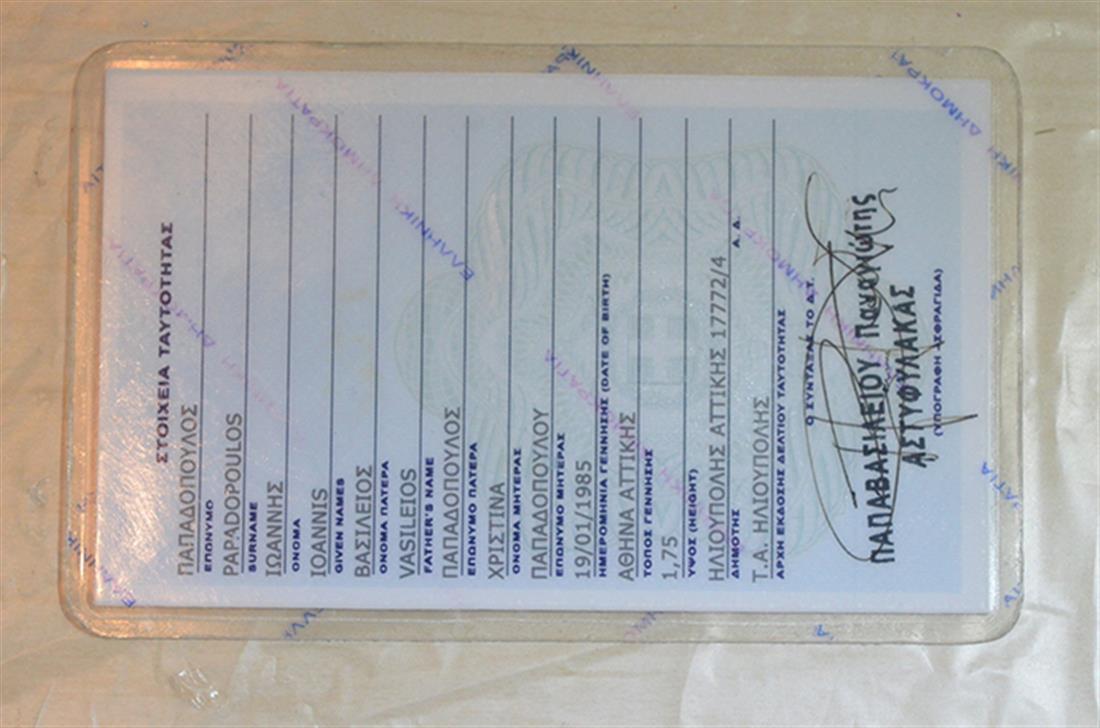 ΣΤΟΙΧΕΙΑ ΤΑΥΤΟΤΗΤΑΣ
ΠΑΠΑΔΟΠΟΥΛΟΣ
ΕΠΩΝΥΜΟ
PAPADOPOULOS
SURNAME
ΙΩΑΝΝΗΣ
ΟΝΟΜΑ
IOANNIS
GIVEN NAMES
ΒΑΣΙΛΕΙΟΣ
ΟΝΟΜΑ ΠΑΤΕΡΑ
VASILEIOS
FATHER'S NAME
ΠΑΠΑΔΟΠΟΥΛΟΣ
ΕΠΩΝΥΜΟ ΠΑΤΕΡΑ
ΧΡΙΣΤΙΝΑ
ΟΝΟΜΑ ΜΗΤΕΡΑΣ
ΠΑΠΑΔΟΠΟΥΛΟΥ
ΕΠΩΝΥΜΟ ΜΗΤΕΡΑΣ
19/01/1985
ΗΜΕΡΟΜΗΝΙΑ ΓΕΝΝΗΣΗΣ (DATE OF BIRTH)
ΑΘΗΝΑ ΑΤΤΙΚΗΣ
ΤΟΠΟΣ ΓΕΝΝΗΣΗΣ
1,75
ΥΨΟΣ (HEIGHT)
ΗΛΙΟΥΠΟΛΗΣ ΑΤΤΙΚΗΣ 17772/4
ΔΗΜΟΤΗΣ Α. Δ.
Τ.Α. ΗΛΙΟΥΠΟΛΗΣ
ΑΡΧΗ ΕΚΔΟΣΗΣ ΔΕΛΤΙΟΥ ΤΑΥΤΟΤΗΤΑΣ
Ο ΣΥΝΤΑΞΑΣ ΤΟ Δ.Τ.
ΠΑΠΑΒΑΣΙΛΕΙΟΥ Παναγιώτης
ΑΣΤΥΦΥΛΑΚΑΣ
(ΥΠΟΓΡΑΦΗ - ΣΦΡΑΓΙΔΑ)
ΕΛΛΗΝΙΚΗ ΔΗΜΟΚΡΑΤΙΑ